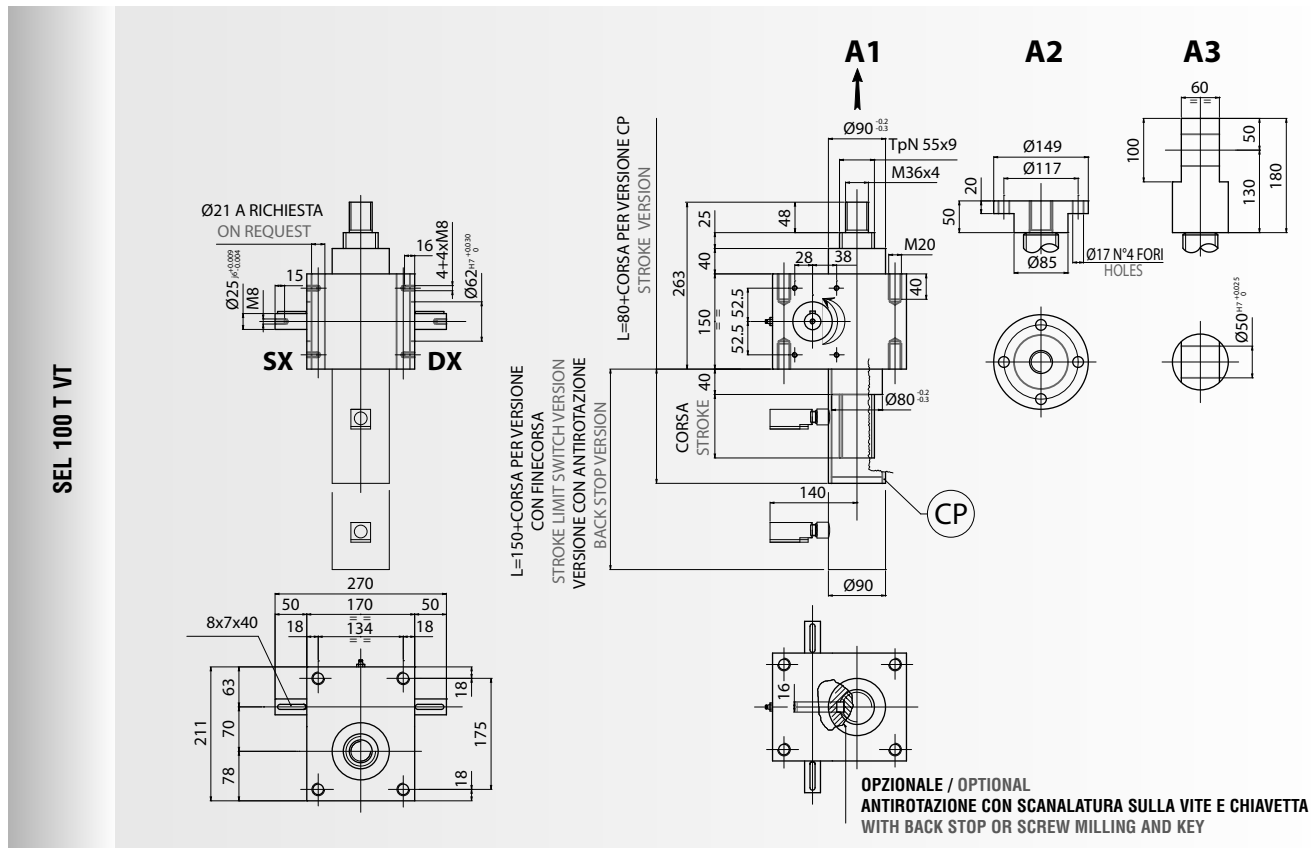 SEL 100 T VT
A1
A2
A3
Ø90 -0.2 -0.3
TpN 55x9
M36x4
L=80+CORSA PER VERSIONE CP
STROKE VERSION
263
25
40
150
= =
40
48
28
38
M20
40
52.5
52.5
Ø80 -0.2 -0.3
CORSA
STROKE
140
CP
Ø90
L=150+CORSA PER VERSIONE
CON FINECORSA
STROKE LIMIT SWITCH VERSION
VERSIONE CON ANTIROTAZIONE
BACK STOP VERSION
Ø149
Ø117
20
50
Ø85
Ø17 N°4 FORI
HOLES
60
= =
100
50
130
180
Ø50 H7 +0.025 0
Ø21 A RICHIESTA
ON REQUEST
16
4+4xM8
Ø62 H7 +0.030 0
15
Ø25 j6 +0.009 -0.004
M8
SX
DX
270
50
170
50
= =
18
134
18
= =
8x7x40
211
63
70
78
18
175
18
16
OPZIONALE / OPTIONAL
ANTIROTAZIONE CON SCANALATURA SULLA VITE E CHIAVETTA
WITH BACK STOP OR SCREW MILLING AND KEY